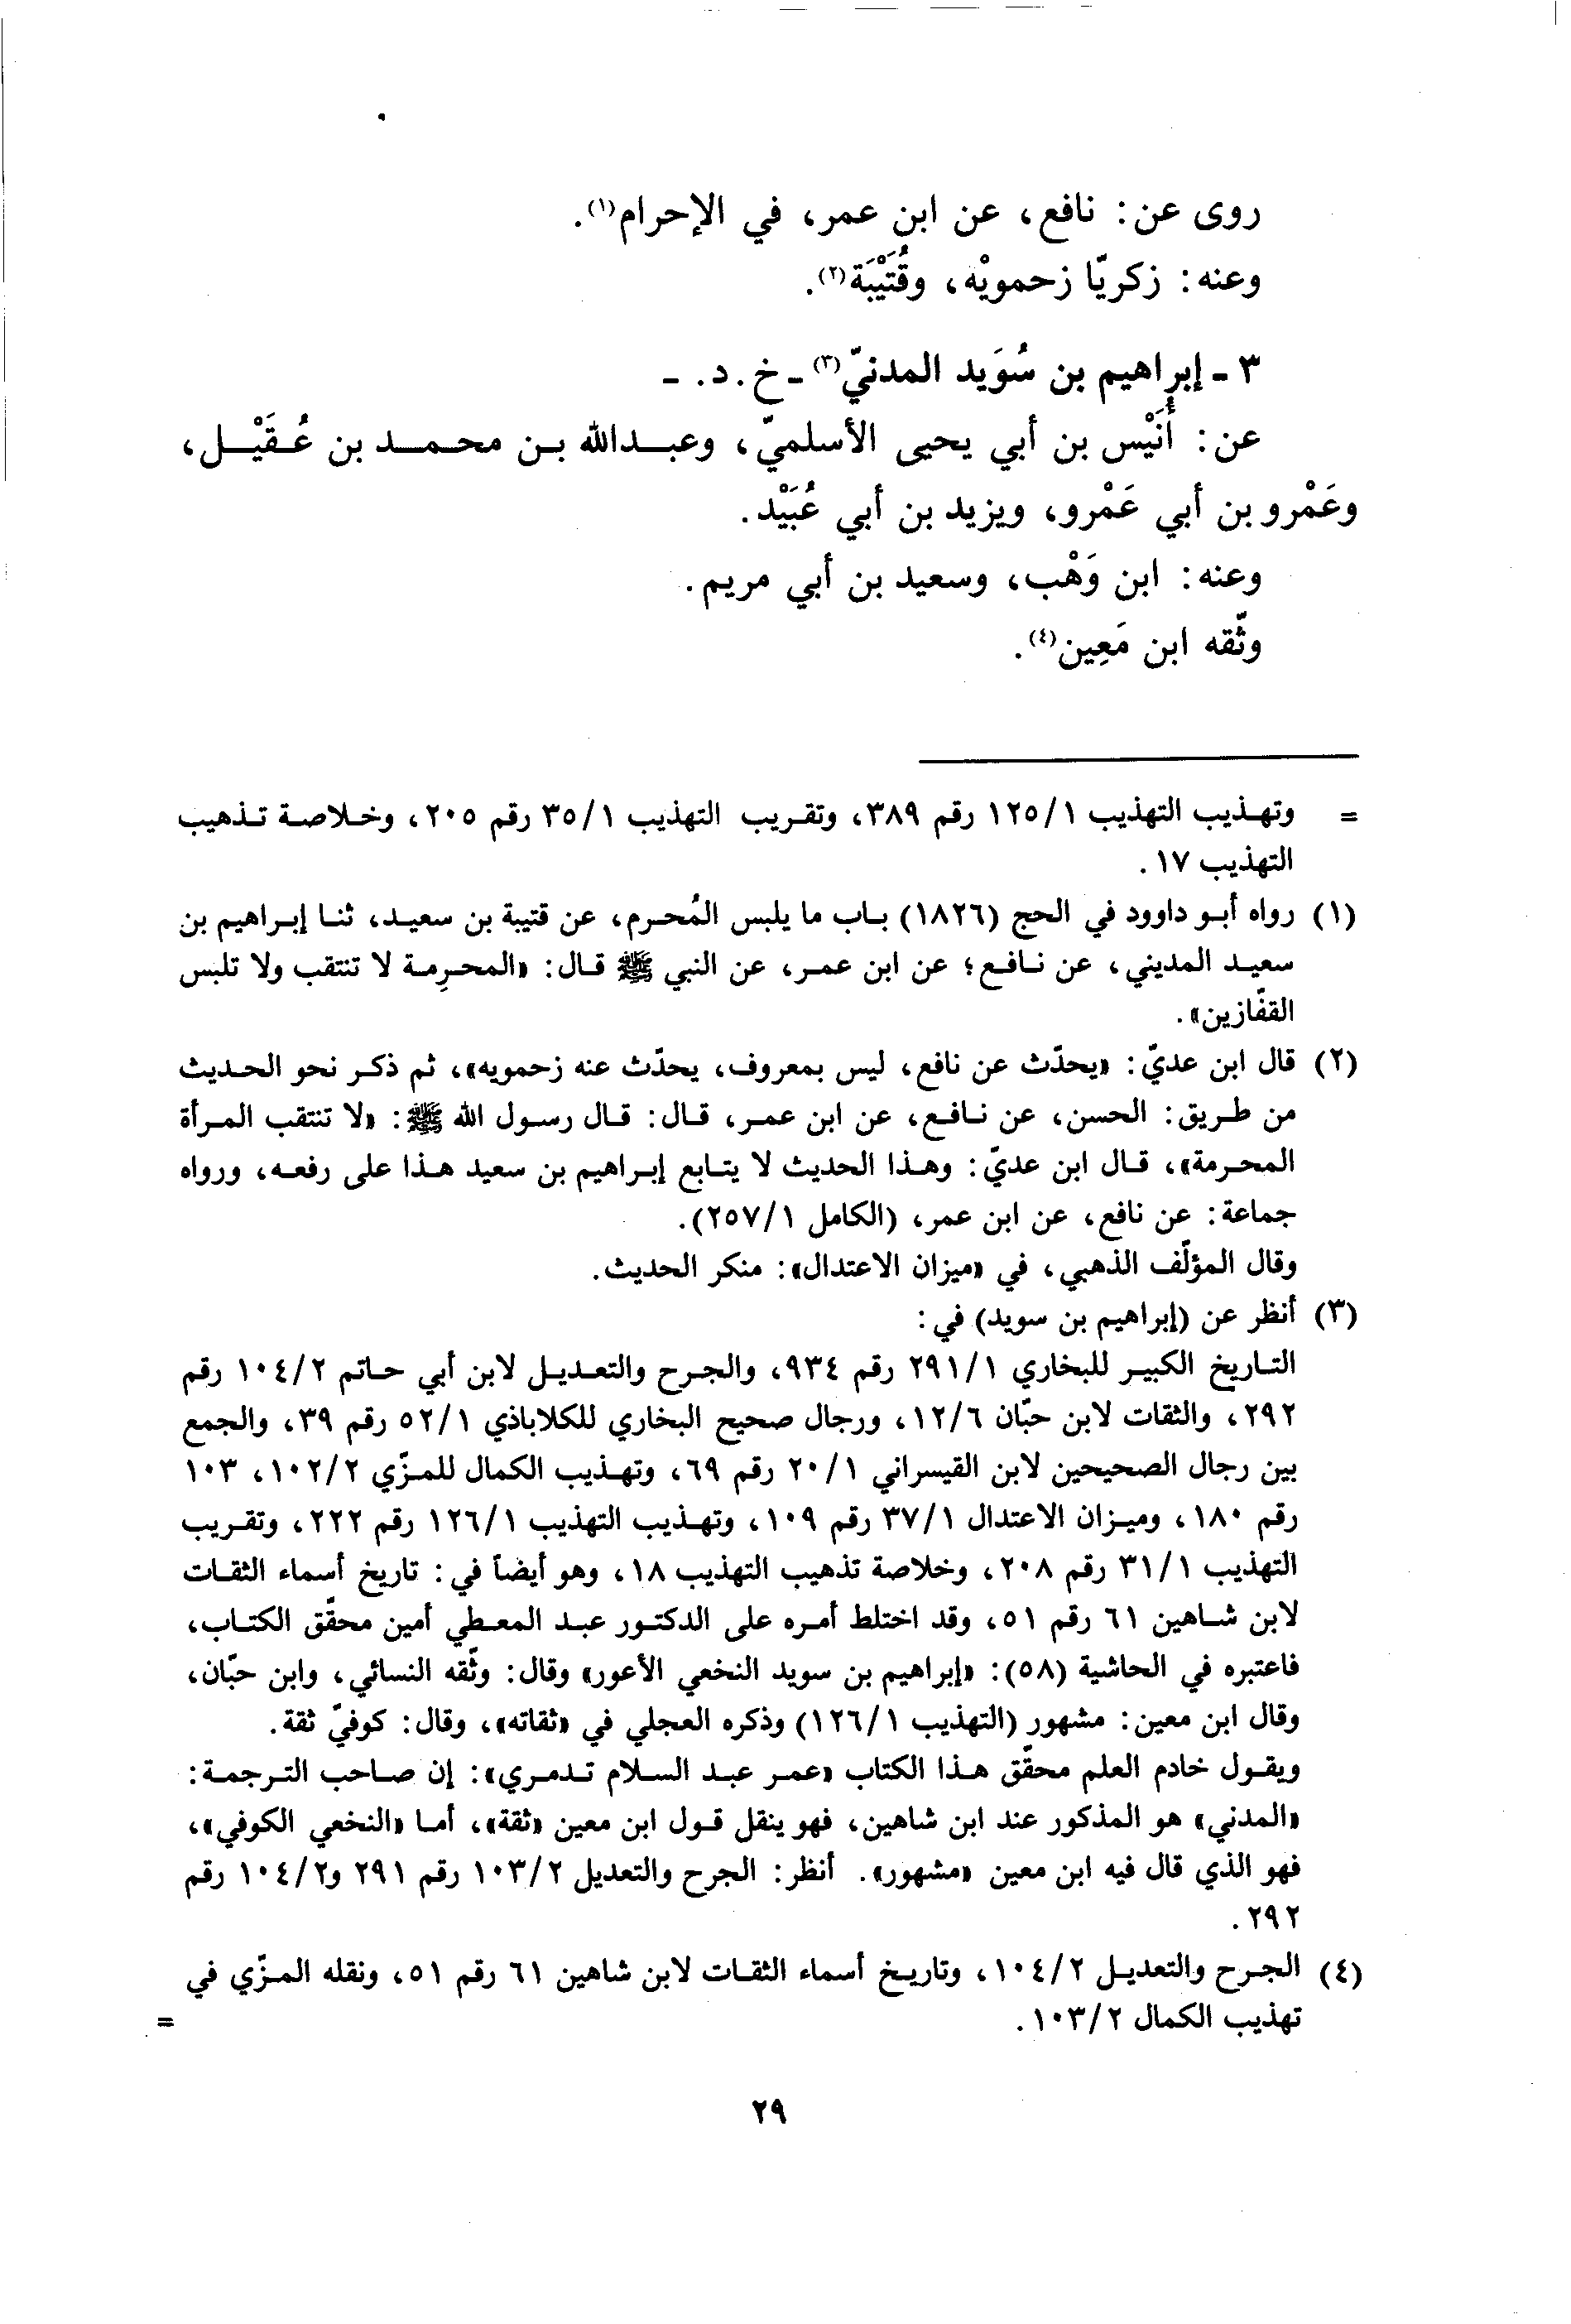 روى عن: نافع، عن ابن عمر، في الإحرام(١).
وعنه: زكريّا زحمويْه، وقُتَيْبَة(٢).
٣ - إبراهيم بن سُوَيد المدنيّ(٣) - خ. د. -
عن: أُنَيْس بن أبي يحيى الأسلميّ، وعبدالله بن محمد بن عُقَيْل،
وعَمْرو بن أبي عَمْرو، ويزيد بن أبي عُبَيْد.
وعنه: ابن وَهْب، وسعيد بن أبي مريم.
وثّقه ابن مَعِين(٤).
= وتهذيب التهذيب ١/١٢٥ رقم ٣٨٩، وتقريب التهذيب ١/٣٥ رقم ٢٠٥، وخلاصة تذهيب
التهذيب ١٧.
(١) رواه أبو داوود في الحج (١٨٢٦) باب ما يلبس المُحرم، عن قتيبة بن سعيد، ثنا إبراهيم بن
سعيد المديني، عن نافع؛ عن ابن عمر، عن النبي ﷺ قال: «المحرِمة لا تنتقب ولا تلبس
القفّازين».
(٢) قال ابن عديّ: «يحدّث عن نافع، ليس بمعروف، يحدّث عنه زحمويه»، ثم ذكر نحو الحديث
من طريق: الحسن، عن نافع، عن ابن عمر، قال: قال رسول الله ﷺ: «لا تنتقب المرأة
المحرمة»، قال ابن عديّ: وهذا الحديث لا يتابع إبراهيم بن سعيد هذا على رفعه، ورواه
جماعة: عن نافع، عن ابن عمر، (الكامل ١/٢٥٧).
وقال المؤلّف الذهبي، في «ميزان الاعتدال»: منكر الحديث.
(٣) أنظر عن (إبراهيم بن سويد) في:
التاريخ الكبير للبخاري ١/٢٩١ رقم ٩٣٤، والجرح والتعديل لابن أبي حاتم ٢/١٠٤ رقم
٢٩٢، والثقات لابن حبّان ٦/١٢، ورجال صحيح البخاري للكلاباذي ١/٥٢ رقم ٣٩، والجمع
بين رجال الصحيحين لابن القيسراني ١/٢٠ رقم ٦٩، وتهذيب الكمال للمزّي ٢/١٠٢، ١٠٣
رقم ١٨٠، وميزان الاعتدال ١/٣٧ رقم ١٠٩، وتهذيب التهذيب ١/١٢٦ رقم ٢٢٢، وتقريب
التهذيب ١/٣١ رقم ٢٠٨، وخلاصة تذهيب التهذيب ١٨، وهو أيضاً في: تاريخ أسماء الثقات
لابن شاهين ٦١ رقم ٥١، وقد اختلط أمره على الدكتور عبد المعطي أمين محقّق الكتاب،
فاعتبره في الحاشية (٥٨): «إبراهيم بن سويد النخعي الأعور» وقال: وثّقه النسائي، وابن حبّان،
وقال ابن معين: مشهور (التهذيب ١/١٢٦) وذكره العجلي في «ثقاته»، وقال: كوفيّ ثقة.
ويقول خادم العلم محقّق هذا الكتاب «عمر عبد السلام تدمري»: إن صاحب الترجمة:
«المدني» هو المذكور عند ابن شاهين، فهو ينقل قول ابن معين «ثقة»، أما «النخعي الكوفي»،
فهو الذي قال فيه ابن معين «مشهور». أنظر: الجرح والتعديل ٢/١٠٣ رقم ٢٩١ و٢/١٠٤ رقم
٢٩٢.
(٤) الجرح والتعديل ٢/١٠٤، وتاريخ أسماء الثقات لابن شاهين ٦١ رقم ٥١، ونقله المزّي في
تهذيب الكمال ٢/١٠٣. =
٢٩